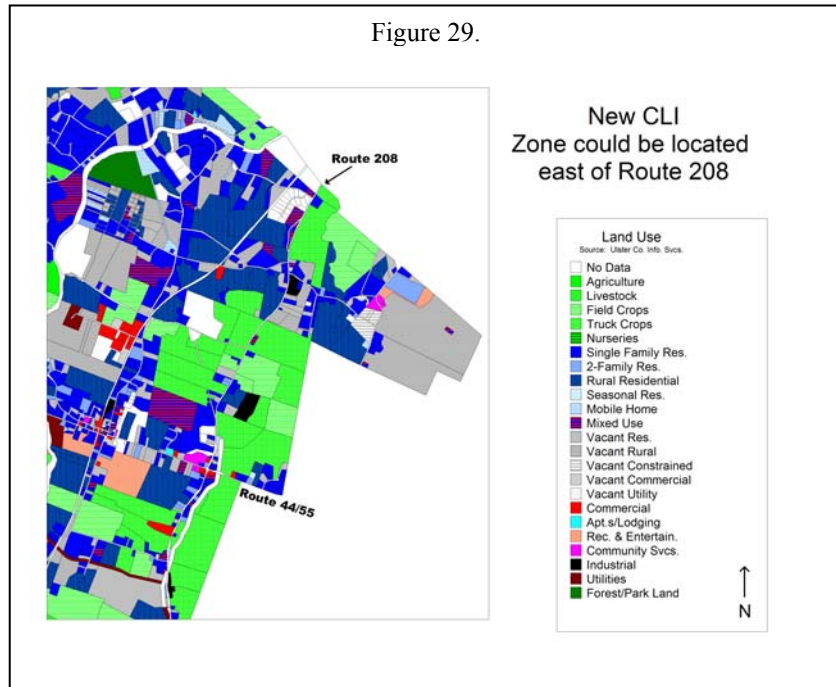 Figure 29.
New CLI
Zone could be located
east of Route 208
Route 208
Route 44/55
Land Use
Source: Ulster Co. Info. Svcs.
No Data
Agriculture
Livestock
Field Crops
Truck Crops
Nurseries
Single Family Res.
2-Family Res.
Rural Residential
Seasonal Res.
Mobile Home
Mixed Use
Vacant Res.
Vacant Rural
Vacant Constrained
Vacant Commercial
Vacant Utility
Commercial
Apt.s/Lodging
Rec. & Entertain.
Community Svcs.
Industrial
Utilities
Forest/Park Land
N